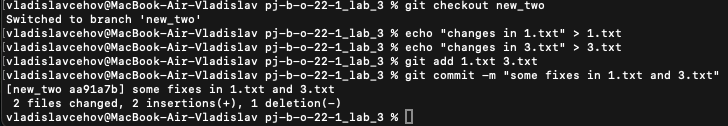 [vladislavcehov@MacBook-Air-Vladislav pj-b-o-22-1_lab_3 % git checkout new_two
Switched to branch 'new_two'
[vladislavcehov@MacBook-Air-Vladislav pj-b-o-22-1_lab_3 % echo "changes in 1.txt" > 1.txt
[vladislavcehov@MacBook-Air-Vladislav pj-b-o-22-1_lab_3 % echo "changes in 3.txt" > 3.txt
[vladislavcehov@MacBook-Air-Vladislav pj-b-o-22-1_lab_3 % git add 1.txt 3.txt
[vladislavcehov@MacBook-Air-Vladislav pj-b-o-22-1_lab_3 % git commit -m "some fixes in 1.txt and 3.txt"
[new_two aa91a7b] some fixes in 1.txt and 3.txt
 2 files changed, 2 insertions(+), 1 deletion(-)
vladislavcehov@MacBook-Air-Vladislav pj-b-o-22-1_lab_3 %